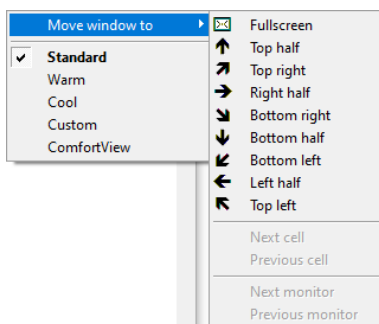 Move window to
Standard
Warm
Cool
Custom
ComfortView
Fullscreen
Top half
Top right
Right half
Bottom right
Bottom half
Bottom left
Left half
Top left
Next cell
Previous cell
Next monitor
Previous monitor